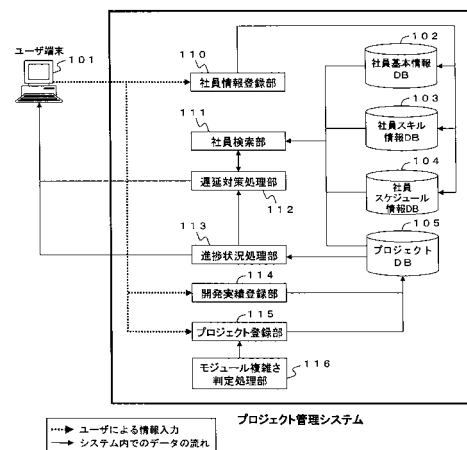 ユーザ端末
101
110
社員情報登録部
102
社員基本情報
DB
111
社員検索部
103
社員スキル
情報DB
遅延対策処理部
112
104
社員
スケジュール
情報DB
113
進捗状況処理部
105
プロジェクト
DB
114
開発実績登録部
115
プロジェクト登録部
モジュール複雑さ
判定処理部
116
プロジェクト管理システム
ユーザによる情報入力
システム内でのデータの流れ